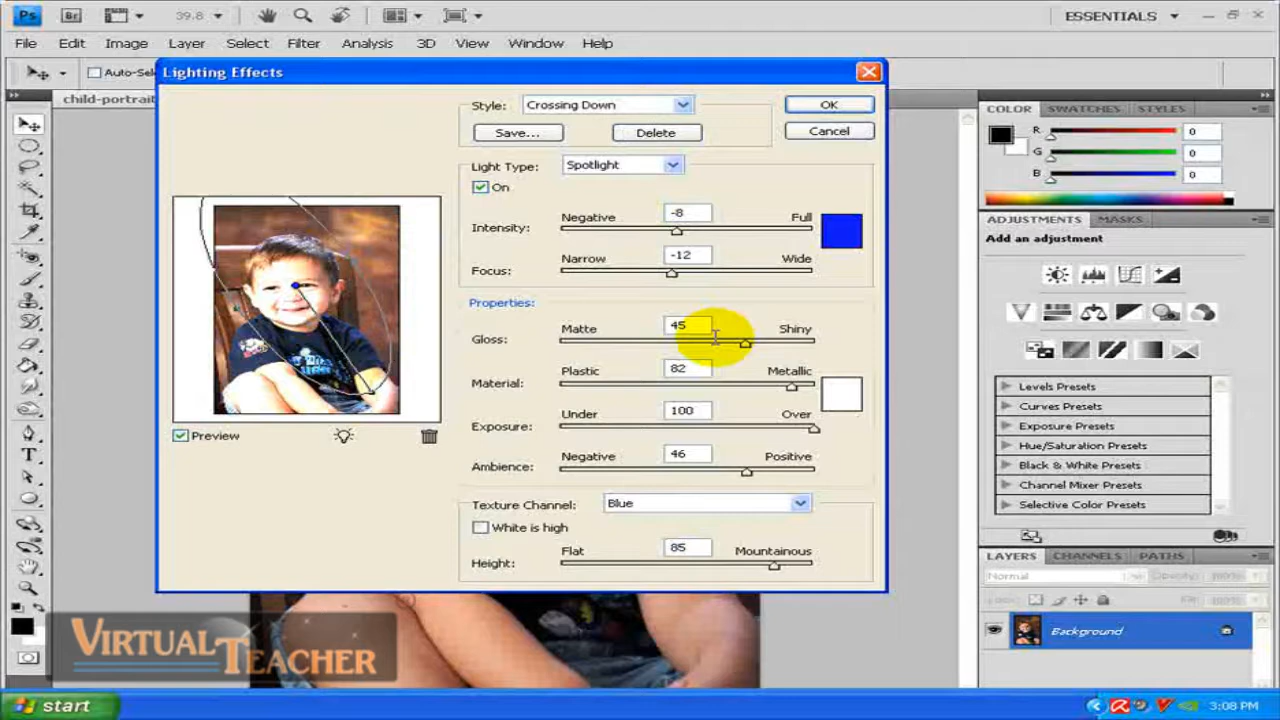 Br 39.8 ESSENTIALS
File Edit Image Layer Select Filter Analysis 3D View Window Help
Auto-Sele
Lighting Effects
child-portrait
Style: Crossing Down OK
Save... Delete Cancel
Light Type: Spotlight
On
Negative -8 Full
Intensity:
Narrow -12 Wide
Focus:
Properties:
Matte 45 Shiny
Gloss:
Plastic 82 Metallic
Material:
Under 100 Over
Exposure:
Negative 46 Positive
Ambience:
Texture Channel: Blue
White is high
Flat 85 Mountainous
Height:
Preview
COLOR SWATCHES STYLES
R 0
G 0
B 0
ADJUSTMENTS MASKS
Add an adjustment
Levels Presets
Curves Presets
Exposure Presets
Hue/Saturation Presets
Black & White Presets
Channel Mixer Presets
Selective Color Presets
LAYERS CHANNELS PATHS
Normal Opacity: 100%
Lock: Fill: 100%
Background
VIRTUAL TEACHER
start 3:08 PM